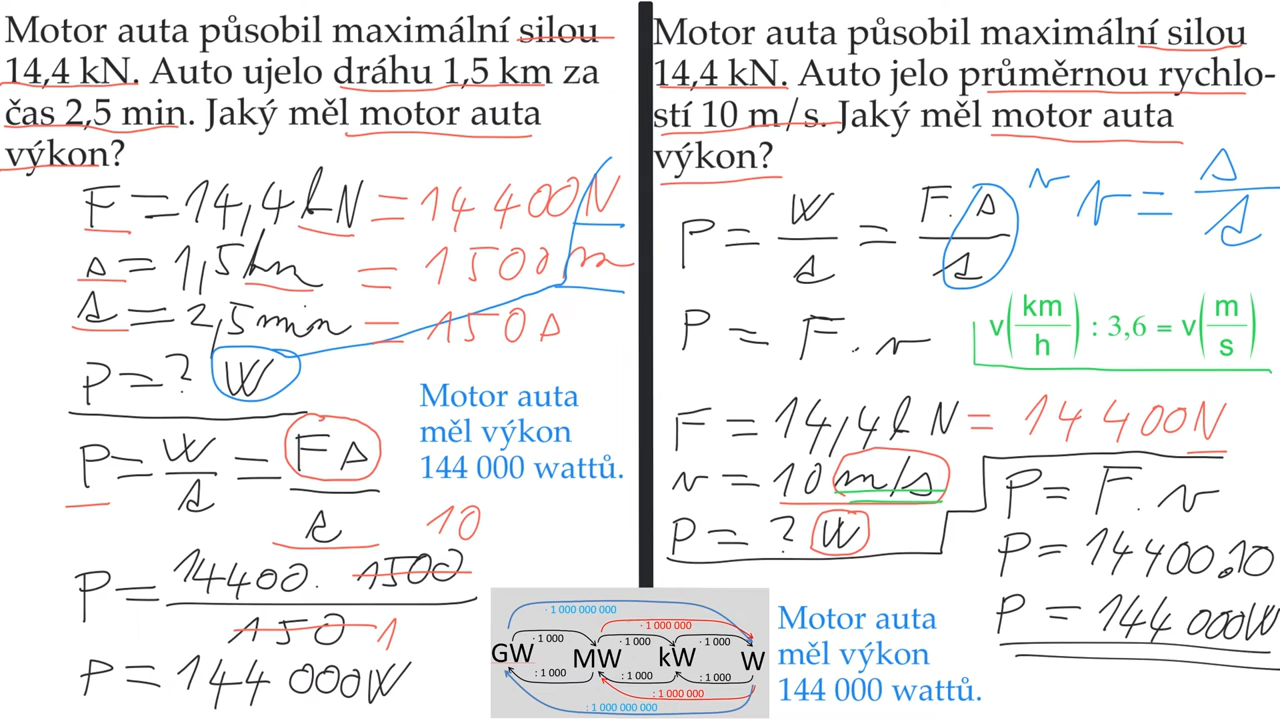 Motor auta působil maximální silou
14,4 kN. Auto ujelo dráhu 1,5 km za
čas 2,5 min. Jaký měl motor auta
výkon?
F = 14,4 kN = 14 400 N
s = 1,5 km = 1500 m
t = 2,5 min = 150 s
P = ? W
P = W/t = F s/t
10
P = 14400 . 1500/150 1
P = 144 000W
Motor auta
měl výkon
144 000 wattů.
Motor auta působil maximální silou
14,4 kN. Auto jelo průměrnou rychlo-
stí 10 m/s. Jaký měl motor auta
výkon?
P = W/t = F . s/t
v v = s/t
P = F . v
v(km/h) : 3,6 = v(m/s)
F = 14,4 kN = 14 400 N
v = 10 m/s
P = ? W
P = F . v
P = 14400.10
P = 144 000W
· 1 000 000 000
· 1 000 000
· 1 000 · 1 000 · 1 000
GW MW kW W
: 1 000 : 1 000 : 1 000
: 1 000 000
: 1 000 000 000
Motor auta
měl výkon
144 000 wattů.